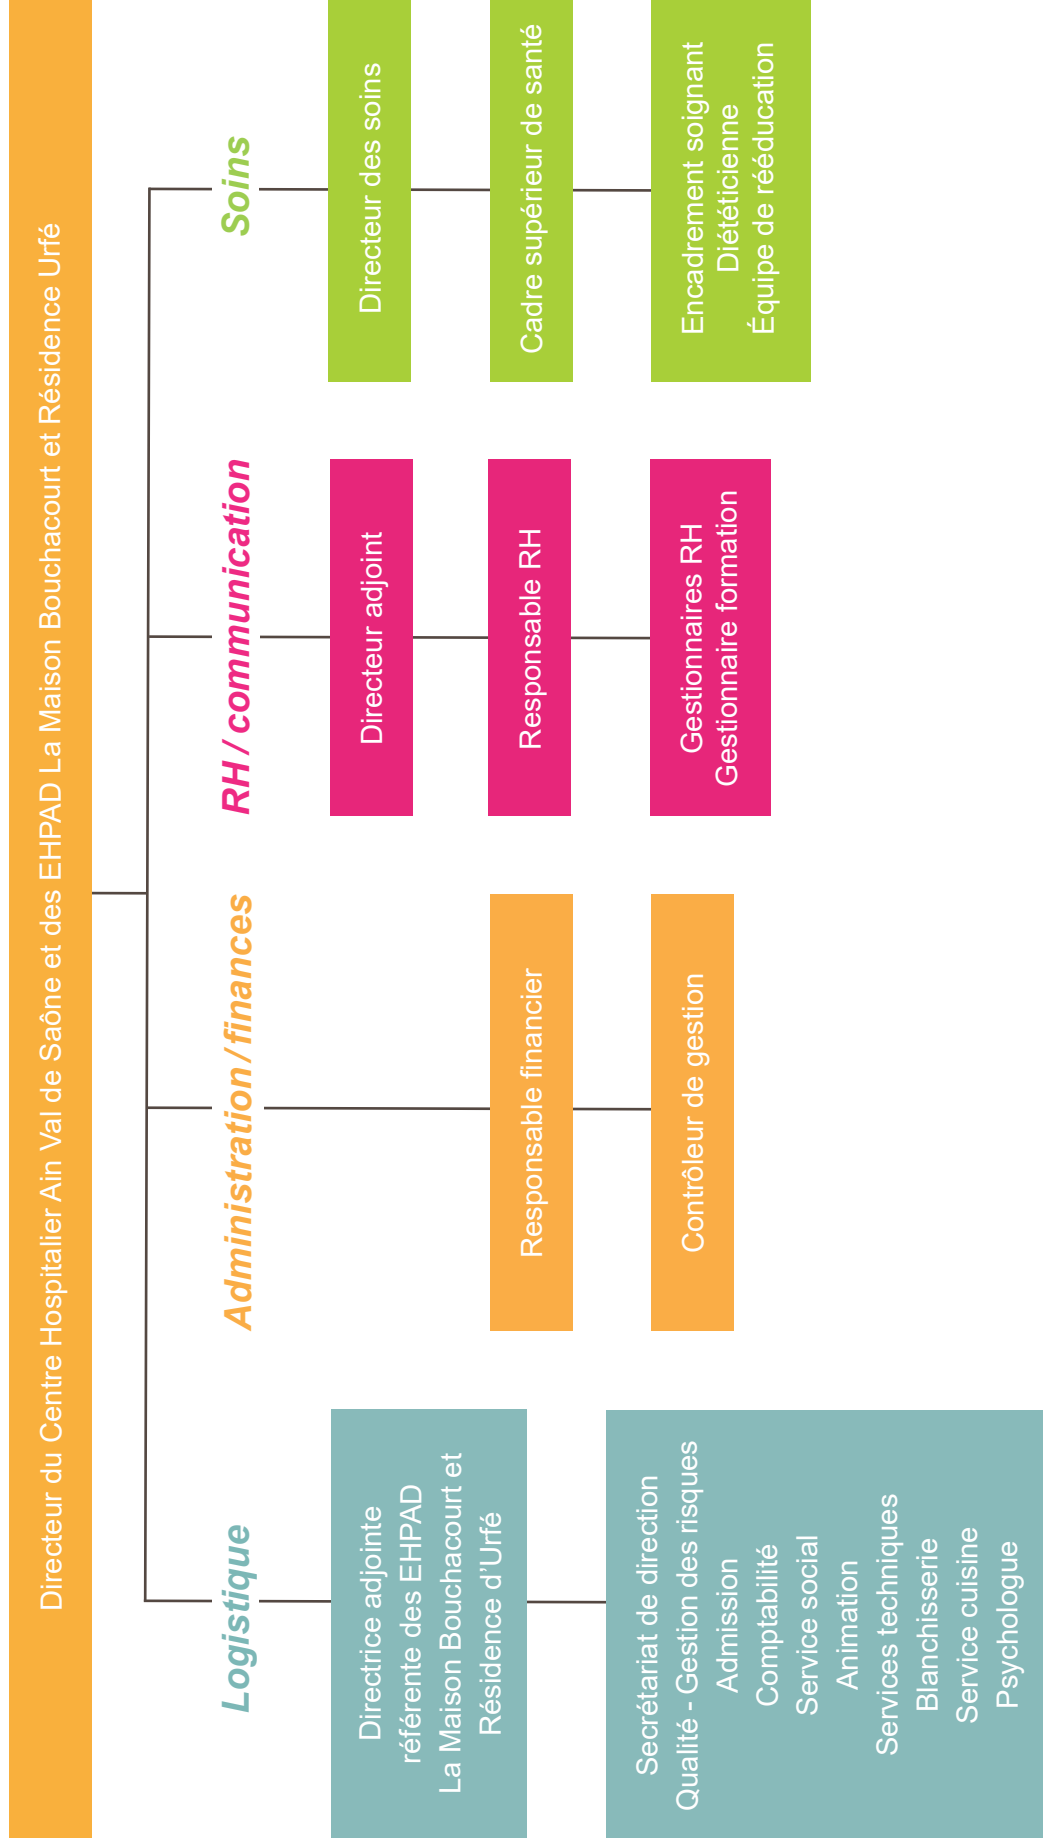 Directeur du Centre Hospitalier Ain Val de Saône et des EHPAD La Maison Bouchacourt et Résidence Urfé
Logistique
Directrice adjointe
référente des EHPAD
La Maison Bouchacourt et
Résidence d'Urfé
Secrétariat de direction
Qualité - Gestion des risques
Admission
Comptabilité
Service social
Animation
Services techniques
Blanchisserie
Service cuisine
Psychologue
Administration / finances
Responsable financier
Contrôleur de gestion
RH / communication
Directeur adjoint
Responsable RH
Gestionnaires RH
Gestionnaire formation
Soins
Directeur des soins
Cadre supérieur de santé
Encadrement soignant
Diététicienne
Équipe de rééducation